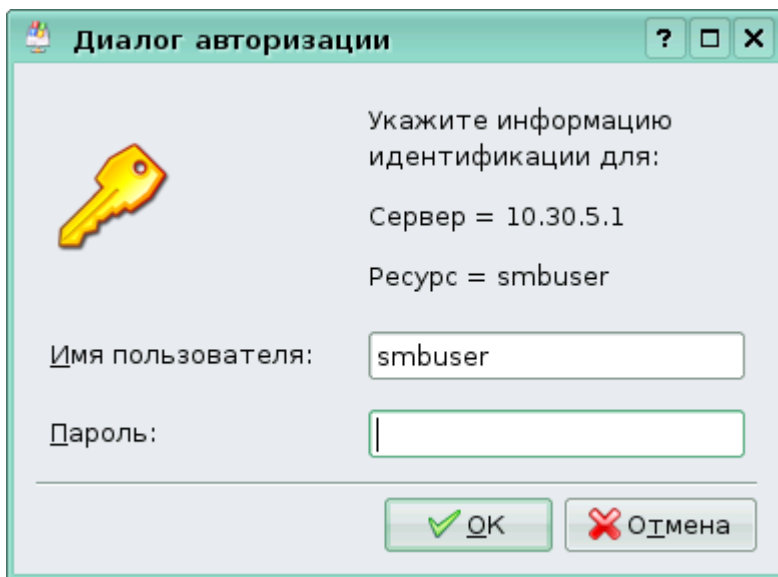 Диалог авторизации
Укажите информацию
идентификации для:
Сервер = 10.30.5.1
Ресурс = smbuser
Имя пользователя: smbuser
Пароль:
OK Отмена